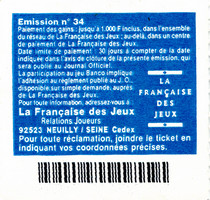 Emission n° 34
Paiement des gains : jusqu'à 1.000 F inclus, dans l'ensemble
du réseau de La Française des Jeux ; au-delà, dans un centre
de paiement de La Française des Jeux.
Date limite de paiement : 30 jours à compter de la date
indiquée dans l'avis de clôture de la présente émission, qui
sera publié au Journal Officiel.
La participation au jeu Banco implique
l'adhésion au règlement publié au J.O.,
disponible, sur simple demande, auprès
de La Française des Jeux.
Pour toute information, adressez-vous à
La Française des Jeux
Relations Joueurs
92523 NEUILLY / SEINE Cedex
Pour toute réclamation, joindre le ticket en
indiquant vos coordonnées précises.
LA
FRANÇAISE
DES
JEUX